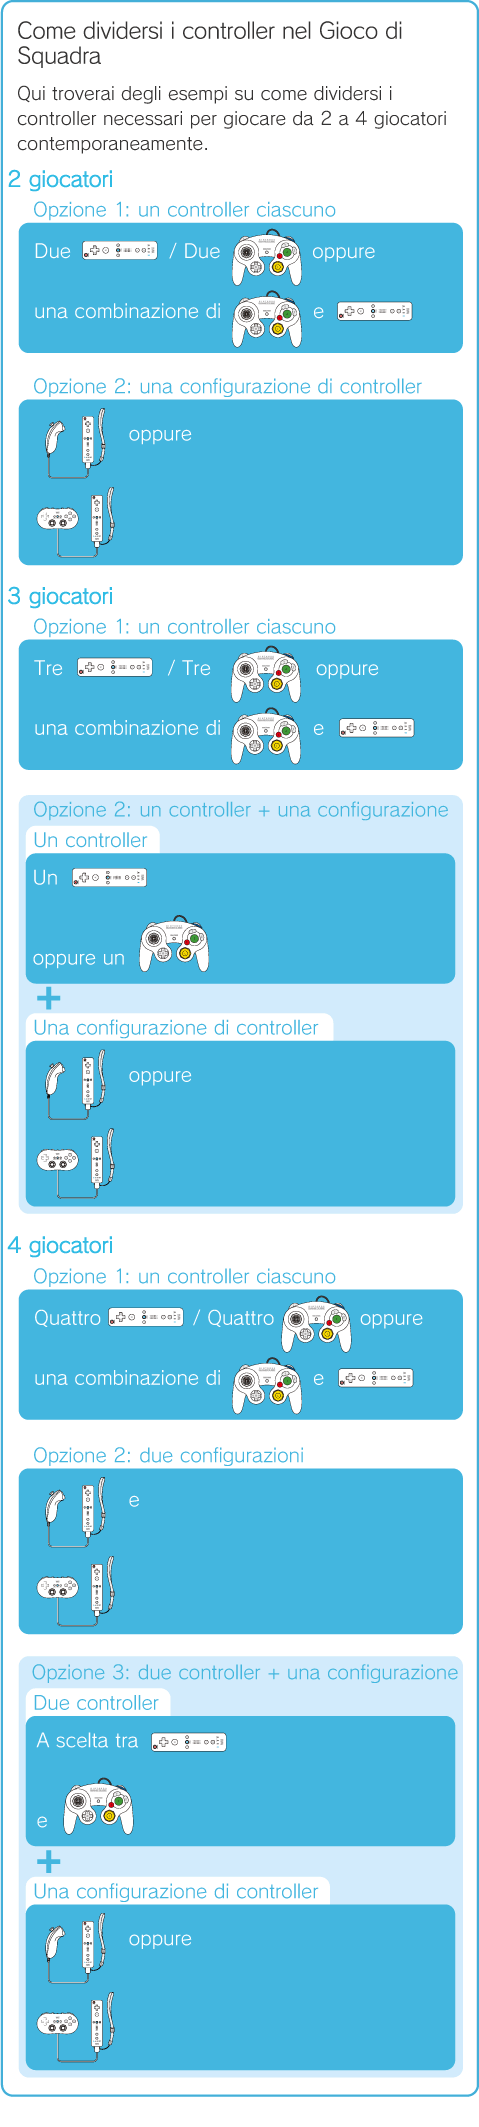 Come dividersi i controller nel Gioco di
Squadra
Qui troverai degli esempi su come dividersi i
controller necessari per giocare da 2 a 4 giocatori
contemporaneamente.
2 giocatori
Opzione 1: un controller ciascuno
Due / Due oppure
una combinazione di e
Opzione 2: una configurazione di controller
oppure
3 giocatori
Opzione 1: un controller ciascuno
Tre / Tre oppure
una combinazione di e
Opzione 2: un controller + una configurazione
Un controller
Un
oppure un
+
Una configurazione di controller
oppure
4 giocatori
Opzione 1: un controller ciascuno
Quattro / Quattro oppure
una combinazione di e
Opzione 2: due configurazioni
e
Opzione 3: due controller + una configurazione
Due controller
A scelta tra
e
+
Una configurazione di controller
oppure